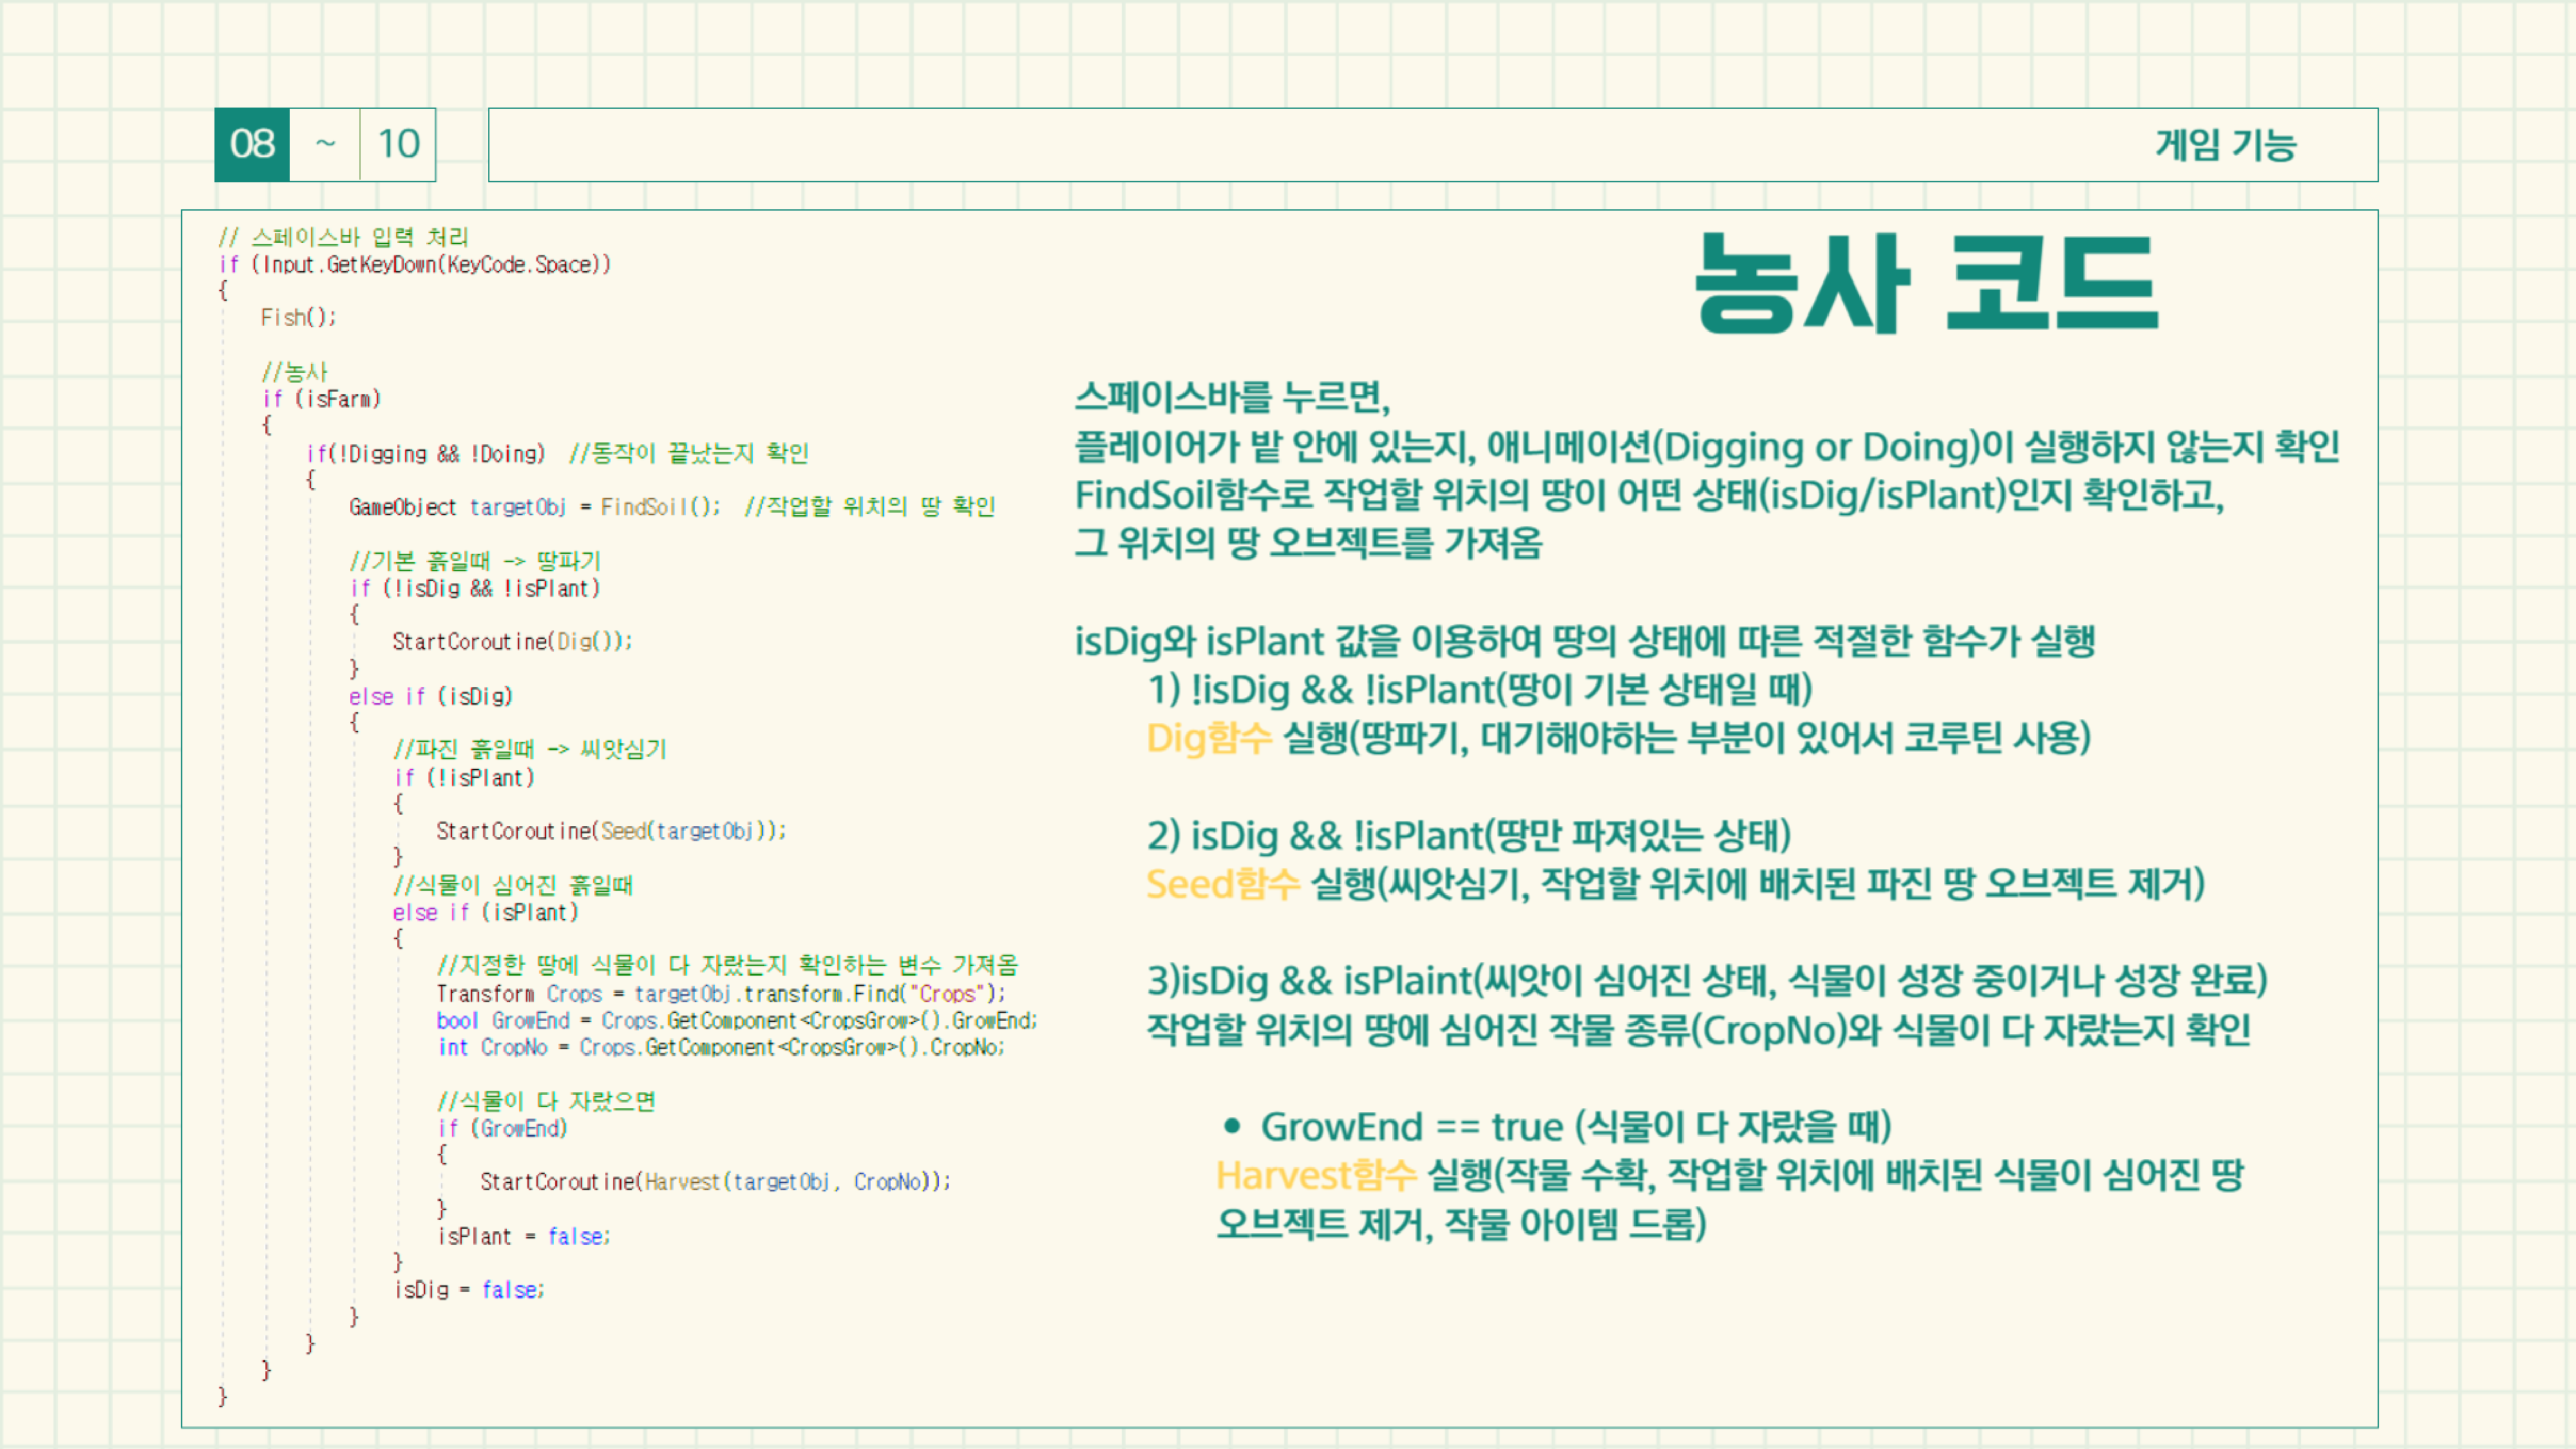 08 ~ 10
게임 기능
// 스페이스바 입력 처리
if (Input.GetKeyDown(KeyCode.Space))
{
Fish();
//농사
if (isFarm)
{
if(!Digging && !Doing) //동작이 끝났는지 확인
{
GameObject targetObj = FindSoil(); //작업할 위치의 땅 확인
//기본 흙일때 -> 땅파기
if (!isDig && !isPlant)
{
StartCoroutine(Dig());
}
else if (isDig)
{
//파진 흙일때 -> 씨앗심기
if (!isPlant)
{
StartCoroutine(Seed(targetObj));
}
//식물이 심어진 흙일때
else if (isPlant)
{
//지정한 땅에 식물이 다 자랐는지 확인하는 변수 가져옴
Transform Crops = targetObj.transform.Find("Crops");
bool GrowEnd = Crops.GetComponent<CropsGrow>().GrowEnd;
int CropNo = Crops.GetComponent<CropsGrow>().CropNo;
//식물이 다 자랐으면
if (GrowEnd)
{
StartCoroutine(Harvest(targetObj, CropNo));
}
isPlant = false;
}
isDig = false;
}
}
}
}
농사 코드
스페이스바를 누르면,
플레이어가 밭 안에 있는지, 애니메이션(Digging or Doing)이 실행하지 않는지 확인
FindSoil함수로 작업할 위치의 땅이 어떤 상태(isDig/isPlant)인지 확인하고,
그 위치의 땅 오브젝트를 가져옴
isDig와 isPlant 값을 이용하여 땅의 상태에 따른 적절한 함수가 실행
1) !isDig && !isPlant(땅이 기본 상태일 때)
Dig함수 실행(땅파기, 대기해야하는 부분이 있어서 코루틴 사용)
2) isDig && !isPlant(땅만 파져있는 상태)
Seed함수 실행(씨앗심기, 작업할 위치에 배치된 파진 땅 오브젝트 제거)
3)isDig && isPlaint(씨앗이 심어진 상태, 식물이 성장 중이거나 성장 완료)
작업할 위치의 땅에 심어진 작물 종류(CropNo)와 식물이 다 자랐는지 확인
• GrowEnd == true (식물이 다 자랐을 때)
Harvest함수 실행(작물 수확, 작업할 위치에 배치된 식물이 심어진 땅
오브젝트 제거, 작물 아이템 드롭)